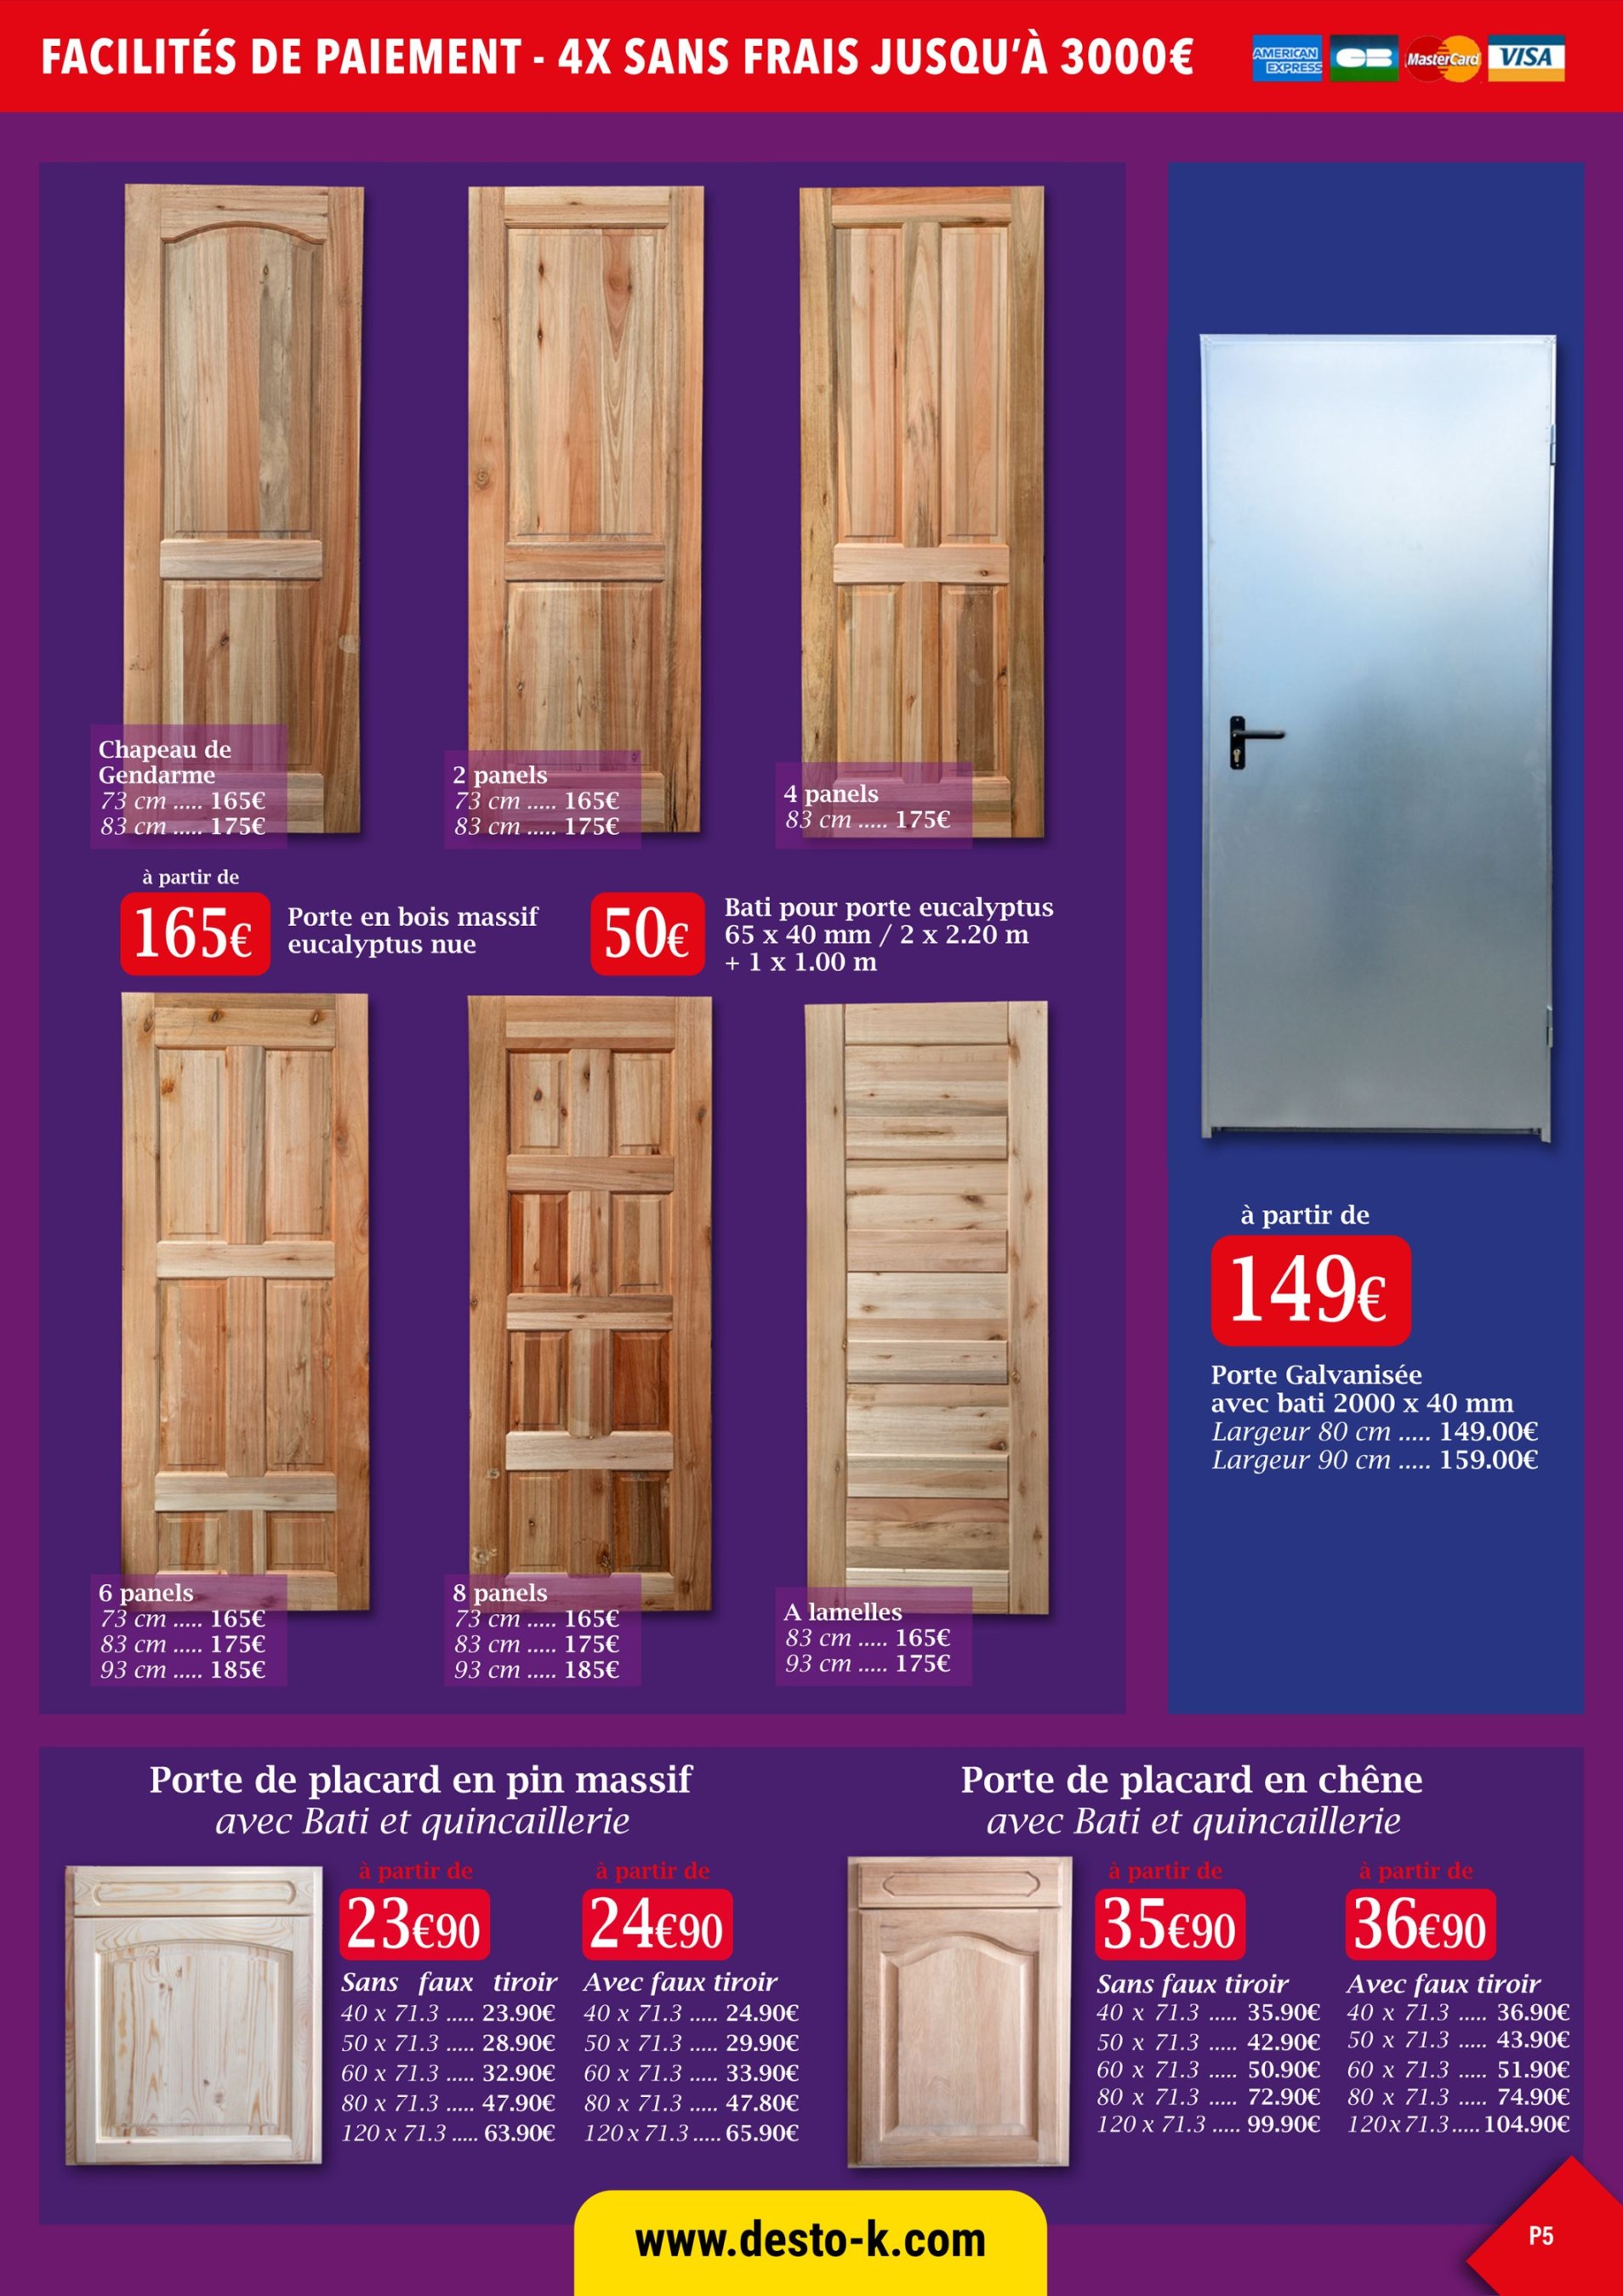 FACILITÉS DE PAIEMENT - 4X SANS FRAIS JUSQU'À 3000€
AMERICAN EXPRESS
CB
MasterCard
VISA
Chapeau de
Gendarme
73 cm ..... 165€
83 cm ..... 175€
2 panels
73 cm ..... 165€
83 cm ..... 175€
4 panels
83 cm ..... 175€
à partir de
165€
Porte en bois massif
eucalyptus nue
50€
Bati pour porte eucalyptus
65 x 40 mm / 2 x 2.20 m
+ 1 x 1.00 m
6 panels
73 cm ..... 165€
83 cm ..... 175€
93 cm ..... 185€
8 panels
73 cm ..... 165€
83 cm ..... 175€
93 cm ..... 185€
A lamelles
83 cm ..... 165€
93 cm ..... 175€
à partir de
149€
Porte Galvanisée
avec bati 2000 x 40 mm
Largeur 80 cm ..... 149.00€
Largeur 90 cm ..... 159.00€
Porte de placard en pin massif
avec Bati et quincaillerie
à partir de
23€90
Sans faux tiroir
40 x 71.3 ..... 23.90€
50 x 71.3 ..... 28.90€
60 x 71.3 ..... 32.90€
80 x 71.3 ..... 47.90€
120 x 71.3 ..... 63.90€
à partir de
24€90
Avec faux tiroir
40 x 71.3 ..... 24.90€
50 x 71.3 ..... 29.90€
60 x 71.3 ..... 33.90€
80 x 71.3 ..... 47.80€
120 x 71.3 ..... 65.90€
Porte de placard en chêne
avec Bati et quincaillerie
à partir de
35€90
Sans faux tiroir
40 x 71.3 ..... 35.90€
50 x 71.3 ..... 42.90€
60 x 71.3 ..... 50.90€
80 x 71.3 ..... 72.90€
120 x 71.3 ..... 99.90€
à partir de
36€90
Avec faux tiroir
40 x 71.3 ..... 36.90€
50 x 71.3 ..... 43.90€
60 x 71.3 ..... 51.90€
80 x 71.3 ..... 74.90€
120 x 71.3 ..... 104.90€
www.desto-k.com
P5